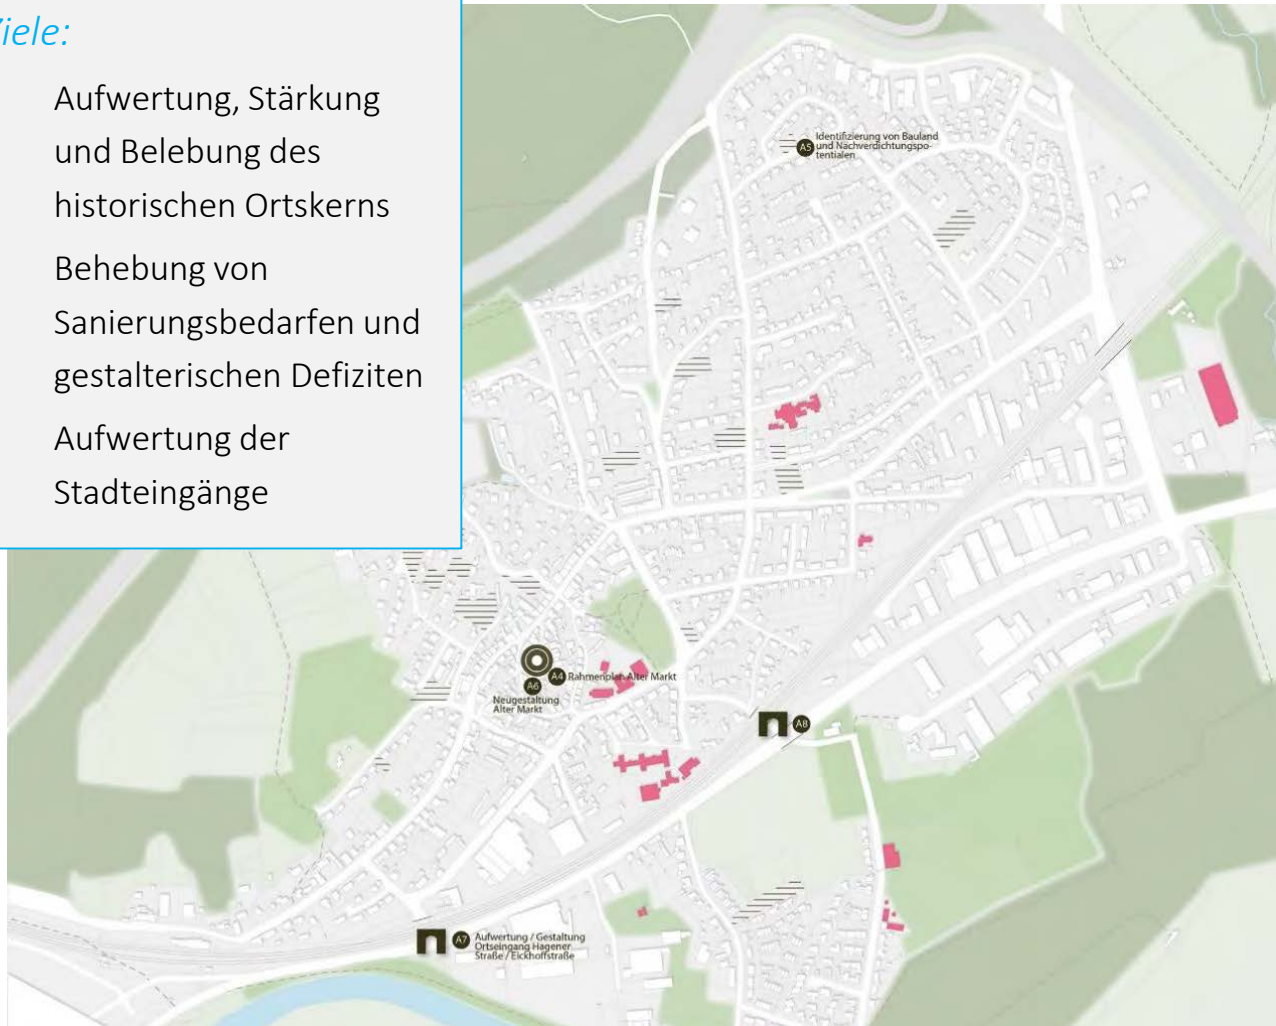 iele:
Aufwertung, Stärkung
und Belebung des
historischen Ortskerns
Behebung von
Sanierungsbedarfen und
gestalterischen Defiziten
Aufwertung der
Stadteingänge
A5
Identifizierung von Bauland
und Nachverdichtungspo-
tentialen
A4 Rahmenplan Alter Markt
A6
Neugestaltung
Alter Markt
A8
A7
Aufwertung / Gestaltung
Ortseingang Hagener
Straße / Eickhoffstraße